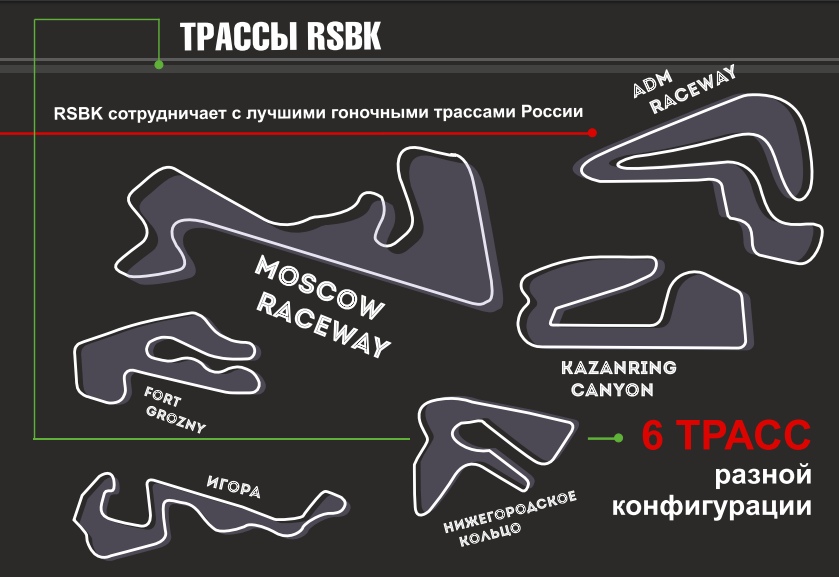 ТРАССЫ RSBK
RSBK сотрудничает с лучшими гоночными трассами России
ADM
RACEWAY
MOSCOW
RACEWAY
KAZANRING
CANYON
FORT
GROZNY
6 ТРАСС
разной
конфигурации
ИГОРА
НИЖЕГОРОДСКОЕ
КОЛЬЦО